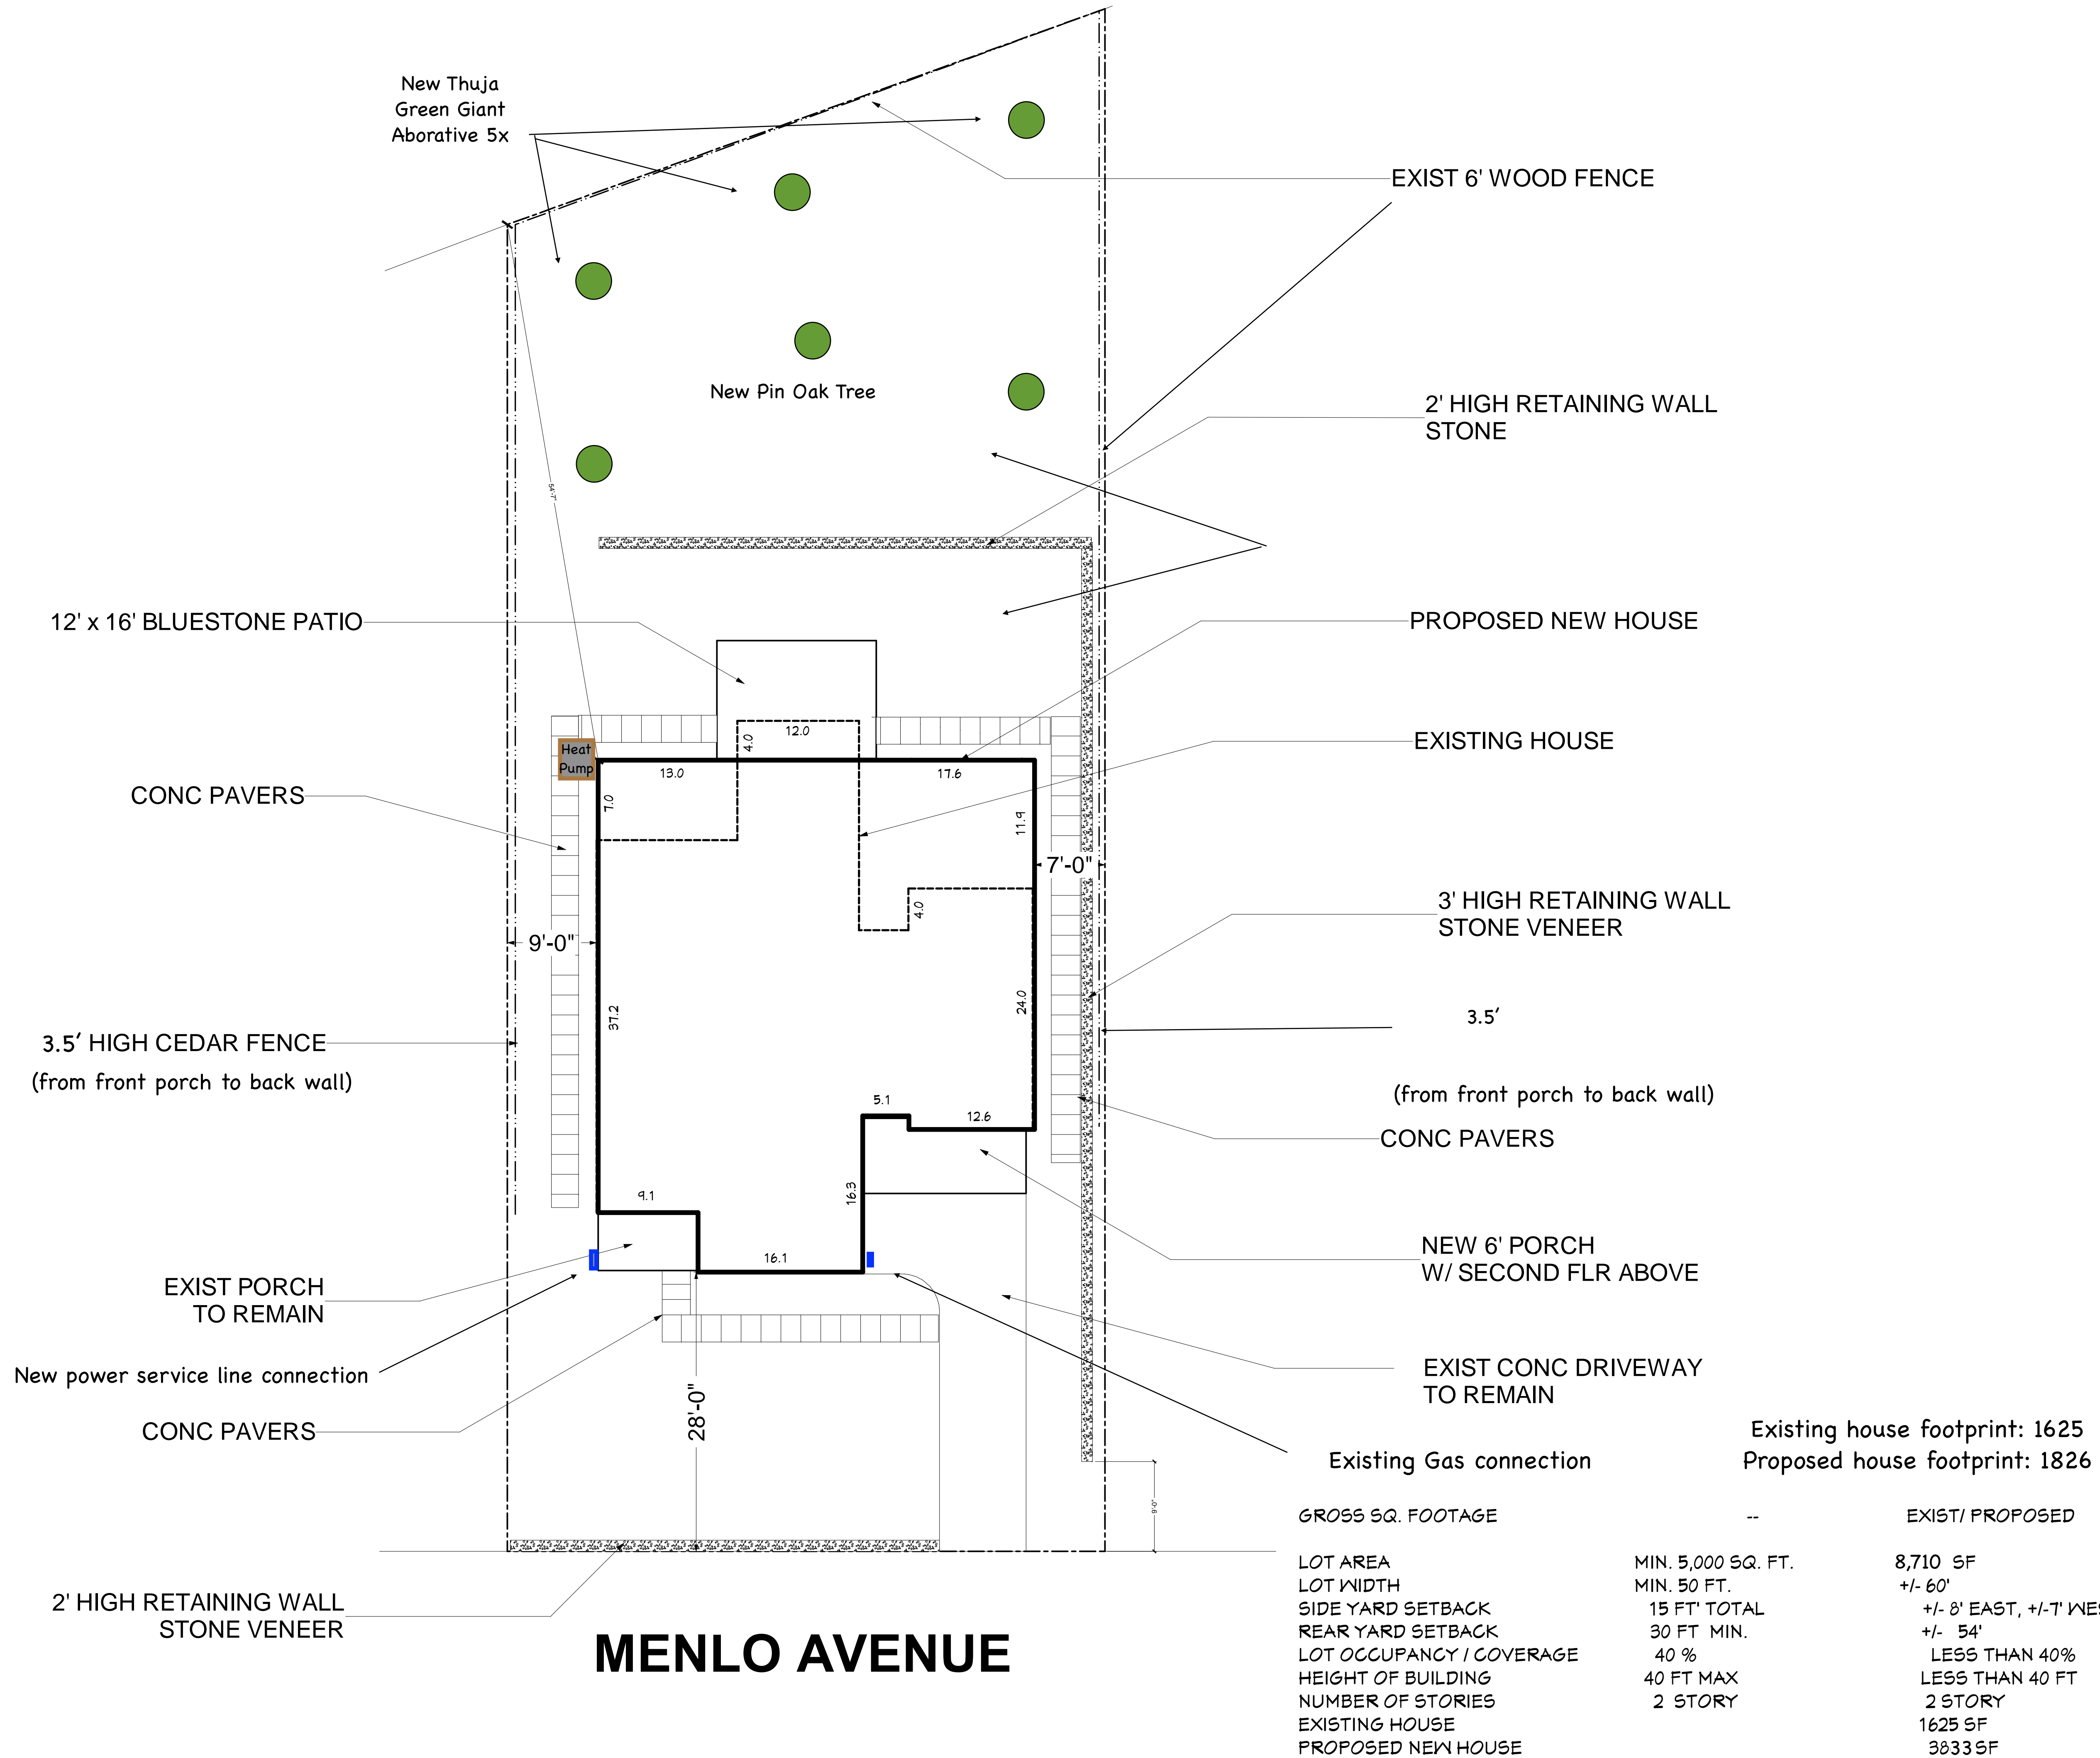 New Thuja
Green Giant
Aborative 5x
EXIST 6' WOOD FENCE
New Pin Oak Tree
2' HIGH RETAINING WALL
STONE
54'-7"
12' x 16' BLUESTONE PATIO
PROPOSED NEW HOUSE
12.0
4.0
Heat
Pump
13.0
17.6
EXISTING HOUSE
CONC PAVERS
7.0
11.9
7'-0"
4.0
3' HIGH RETAINING WALL
STONE VENEER
9'-0"
37.2
24.0
3.5' HIGH CEDAR FENCE
(from front porch to back wall)
3.5'
(from front porch to back wall)
5.1
12.6
CONC PAVERS
9.1
16.3
16.1
NEW 6' PORCH
W/ SECOND FLR ABOVE
EXIST PORCH
TO REMAIN
New power service line connection
EXIST CONC DRIVEWAY
TO REMAIN
CONC PAVERS
28'-0"
Existing Gas connection
Existing house footprint: 1625
Proposed house footprint: 1826
9'-0"
GROSS SQ. FOOTAGE -- EXIST/ PROPOSED
LOT AREA MIN. 5,000 SQ. FT. 8,710 SF
LOT WIDTH MIN. 50 FT. +/- 60'
SIDE YARD SETBACK 15 FT' TOTAL +/- 8' EAST, +/-7' WES
REAR YARD SETBACK 30 FT MIN. +/- 54'
LOT OCCUPANCY / COVERAGE 40 % LESS THAN 40%
HEIGHT OF BUILDING 40 FT MAX LESS THAN 40 FT
NUMBER OF STORIES 2 STORY 2 STORY
EXISTING HOUSE 1625 SF
PROPOSED NEW HOUSE 3833 SF
2' HIGH RETAINING WALL
STONE VENEER
MENLO AVENUE